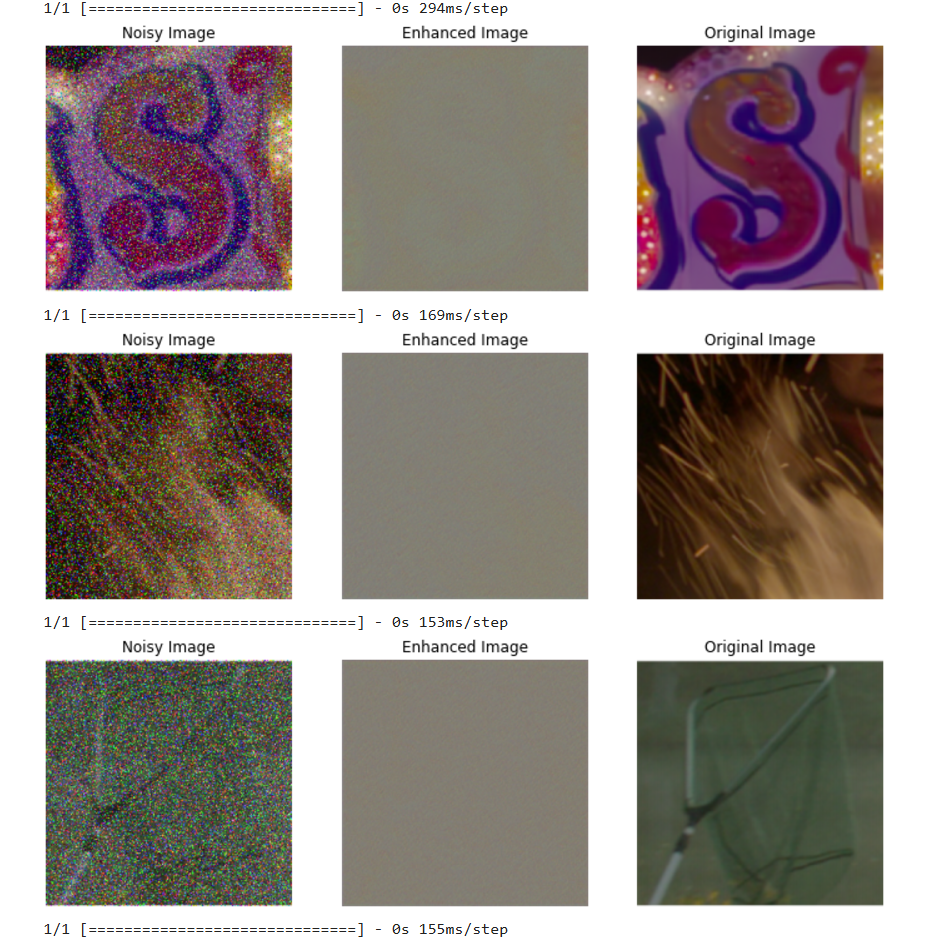 1/1 [==============================] - 0s 294ms/step
Noisy Image Enhanced Image Original Image
S S
1/1 [==============================] - 0s 169ms/step
Noisy Image Enhanced Image Original Image
1/1 [==============================] - 0s 153ms/step
Noisy Image Enhanced Image Original Image
1/1 [==============================] - 0s 155ms/step